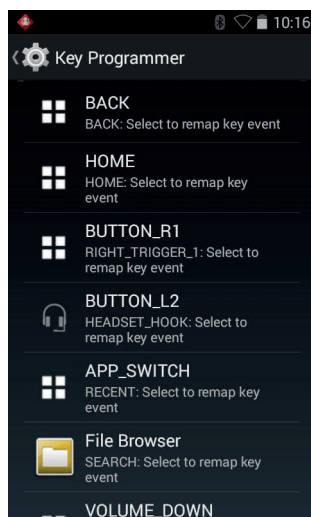 10:16
Key Programmer
BACK
BACK: Select to remap key event
HOME
HOME: Select to remap key
event
BUTTON_R1
RIGHT_TRIGGER_1: Select to
remap key event
BUTTON_L2
HEADSET_HOOK: Select to
remap key event
APP_SWITCH
RECENT: Select to remap key
event
File Browser
SEARCH: Select to remap key
event
VOLUME_DOWN